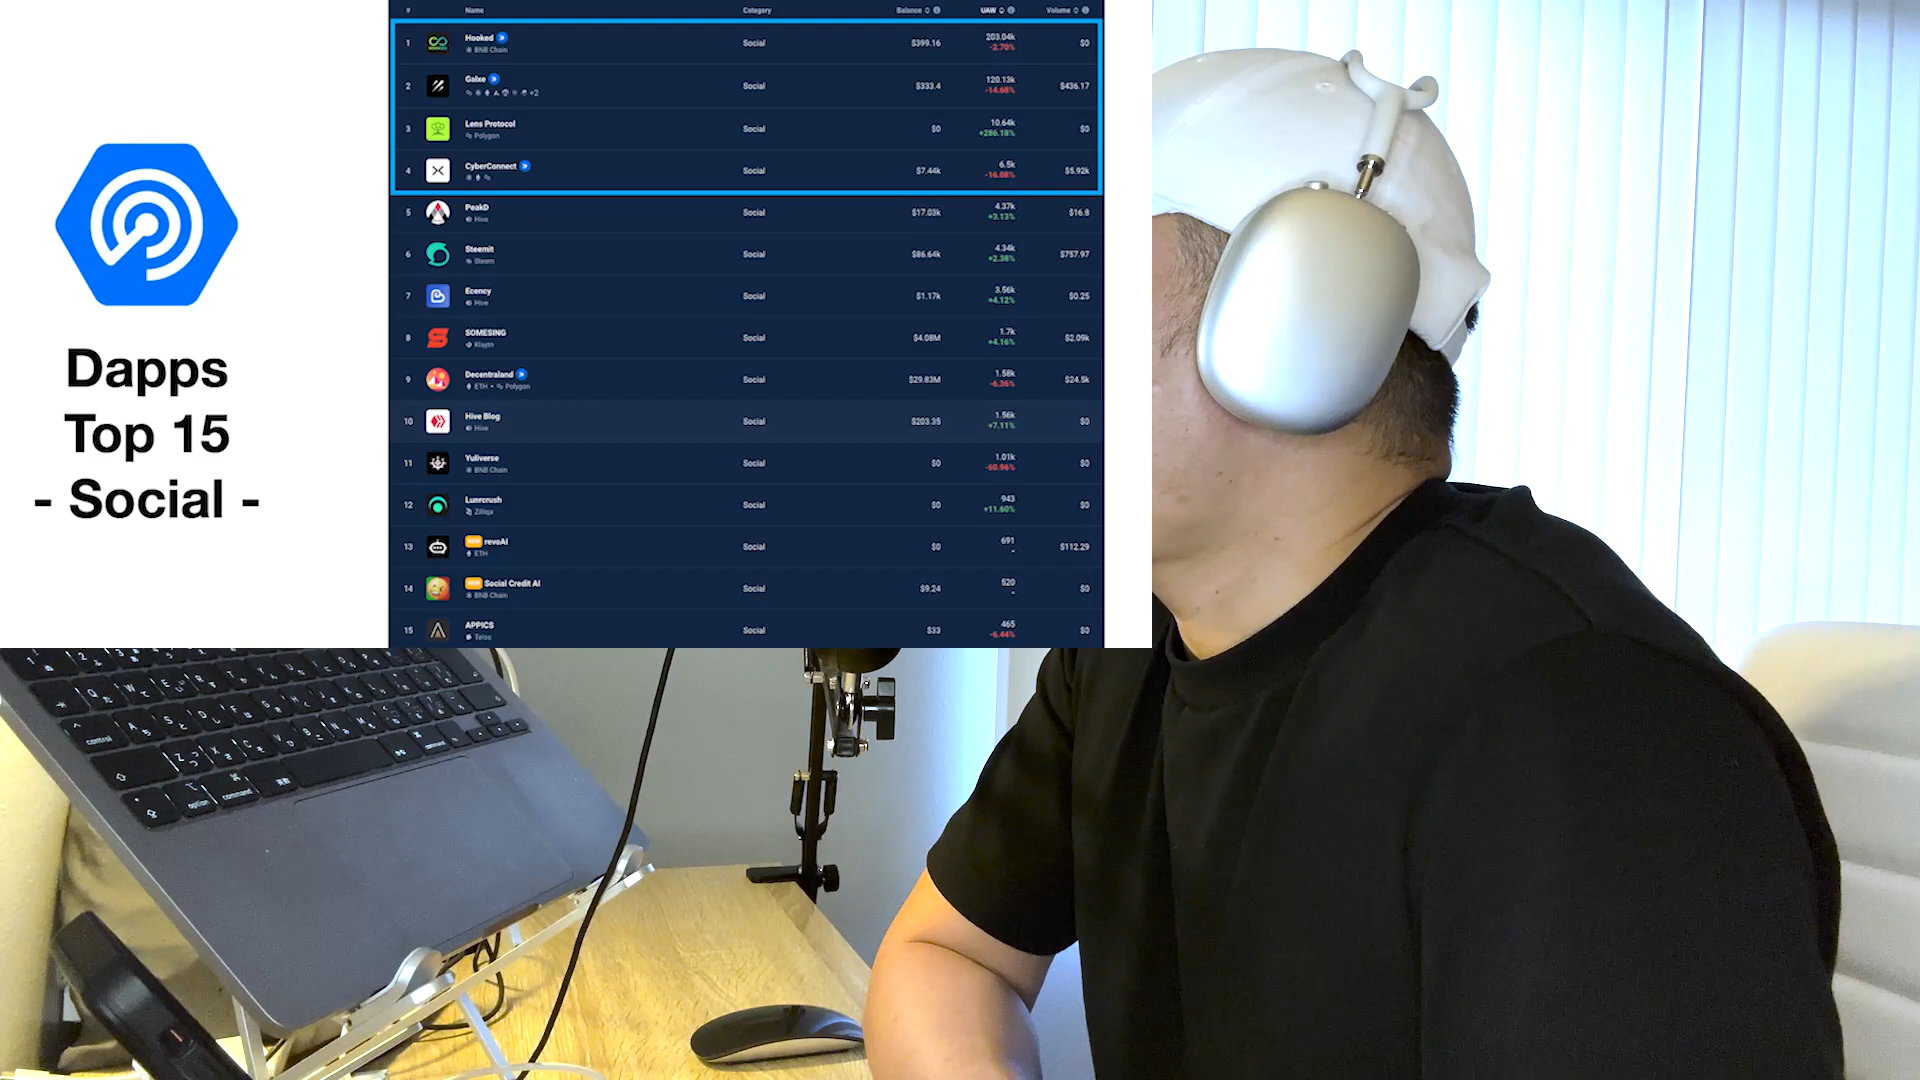 Dapps
Top 15
- Social -
# Name Category Balance UAW Volume
1 Hooked Social $399.16 203.04k $0
BNB Chain -2.70%
2 Galxe Social $333.4 120.13k $436.17
+2 -14.68%
3 Lens Protocol Social $0 10.64k $0
Polygon +286.18%
4 CyberConnect Social $7.44k 6.5k $5.92k
-16.08%
5 PeakD Social $17.03k 4.37k $16.8
Hive +3.13%
6 Steemit Social $86.64k 4.34k $757.97
Steem +2.38%
7 Ecency Social $1.17k 3.56k $0.25
Hive +4.12%
8 SOMESING Social $4.08M 1.7k $2.09k
Klaytn +4.16%
9 Decentraland Social $29.83M 1.58k $24.5k
ETH • Polygon -6.36%
10 Hive Blog Social $203.35 1.56k $0
Hive +7.11%
11 Yuliverse Social $0 1.01k $0
BNB Chain -60.96%
12 Lunrcrush Social $0 943 $0
Zilliqa +11.60%
13 NEW revoAI Social $0 691 $112.29
ETH -
14 NEW Social Credit AI Social $9.24 520 $0
BNB Chain -
15 APPICS Social $33 465 $0
Telos -6.44%
control
option
command
command